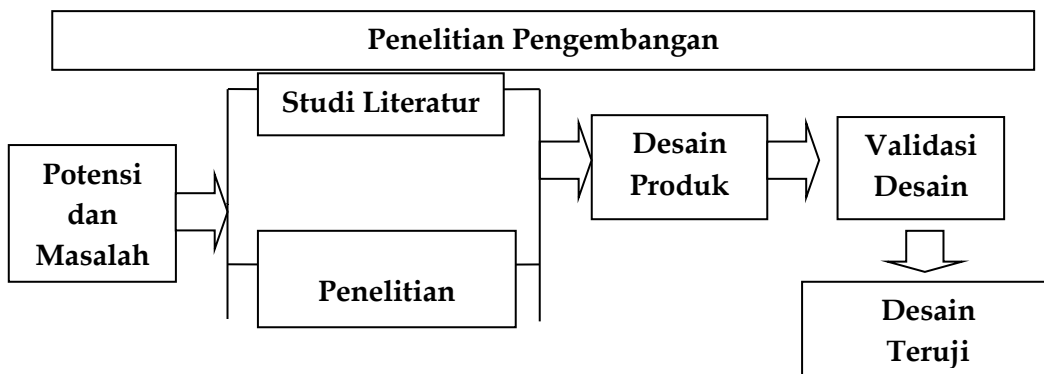 Penelitian Pengembangan
Studi Literatur
Potensi
dan
Masalah
Penelitian
Desain
Produk
Validasi
Desain
Desain
Teruji